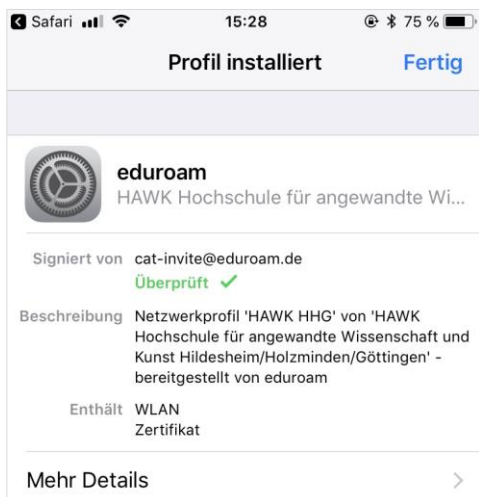 Safari 15:28 75 %
Profil installiert Fertig
eduroam
HAWK Hochschule für angewandte Wi...
Signiert von cat-invite@eduroam.de
Überprüft ✓
Beschreibung Netzwerkprofil 'HAWK HHG' von 'HAWK
Hochschule für angewandte Wissenschaft und
Kunst Hildesheim/Holzminden/Göttingen' -
bereitgestellt von eduroam
Enthält WLAN
Zertifikat
Mehr Details